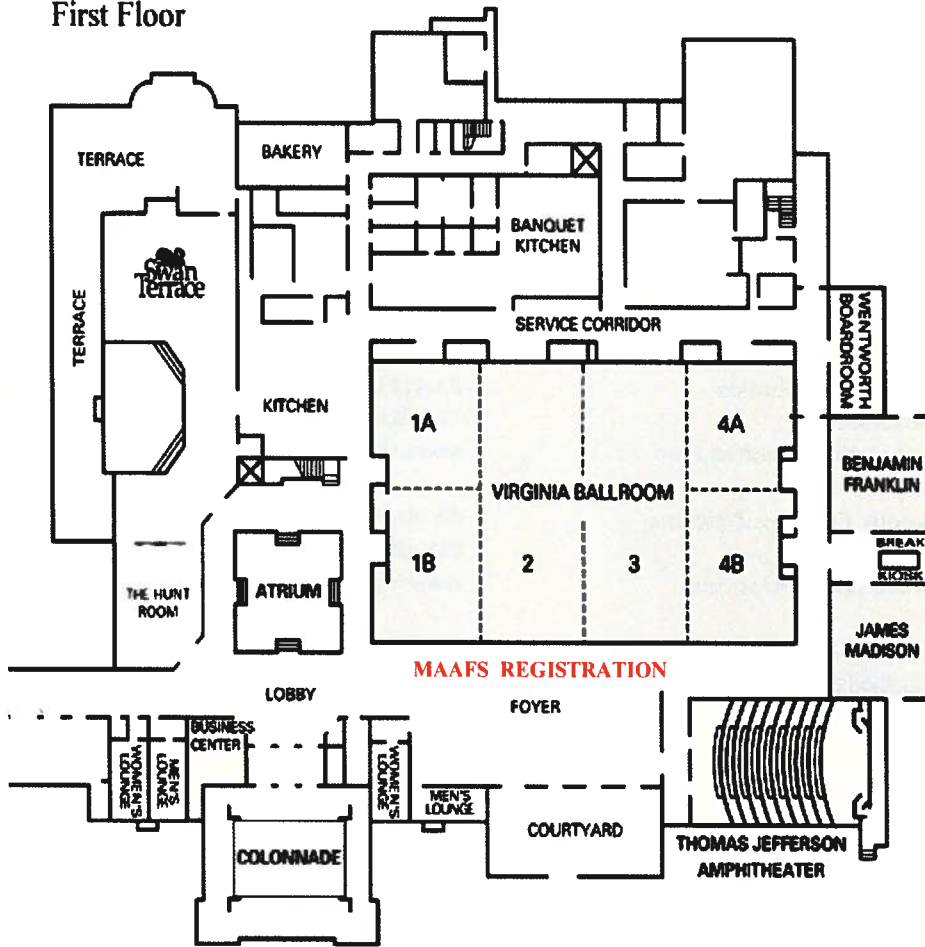 First Floor
TERRACE
BAKERY
BANQUET
KITCHEN
Swan
Terrace
TERRACE
SERVICE CORRIDOR
WENTWORTH
BOARDROOM
KITCHEN
1A
4A
VIRGINIA BALLROOM
BENJAMIN
FRANKLIN
BREAK
KIOSK
1B
2
3
4B
ATRIUM
THE HUNT
ROOM
JAMES
MADISON
MAAFS REGISTRATION
LOBBY
FOYER
BUSINESS
CENTER
WOMEN'S
LOUNGE
MEN'S
LOUNGE
WOMEN'S
LOUNGE
MEN'S
LOUNGE
COURTYARD
COLONNADE
THOMAS JEFFERSON
AMPHITHEATER